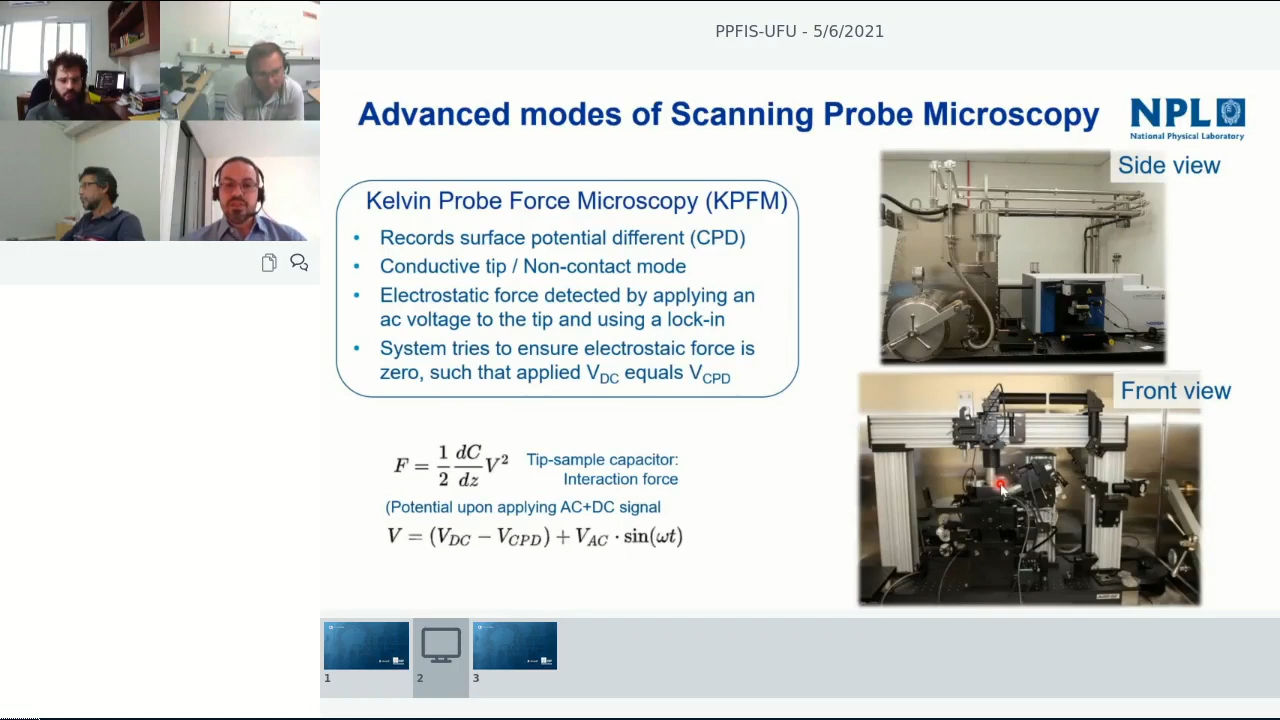 PPFIS-UFU - 5/6/2021
Advanced modes of Scanning Probe Microscopy
NPL
National Physical Laboratory
Side view
Kelvin Probe Force Microscopy (KPFM)
• Records surface potential different (CPD)
• Conductive tip / Non-contact mode
• Electrostatic force detected by applying an
ac voltage to the tip and using a lock-in
• System tries to ensure electrostaic force is
zero, such that applied V_DC equals V_CPD
Front view
F = 1/2 dC/dz V²
Tip-sample capacitor:
Interaction force
(Potential upon applying AC+DC signal
V = (V_DC − V_CPD) + V_AC · sin(ωt)
1
2
3